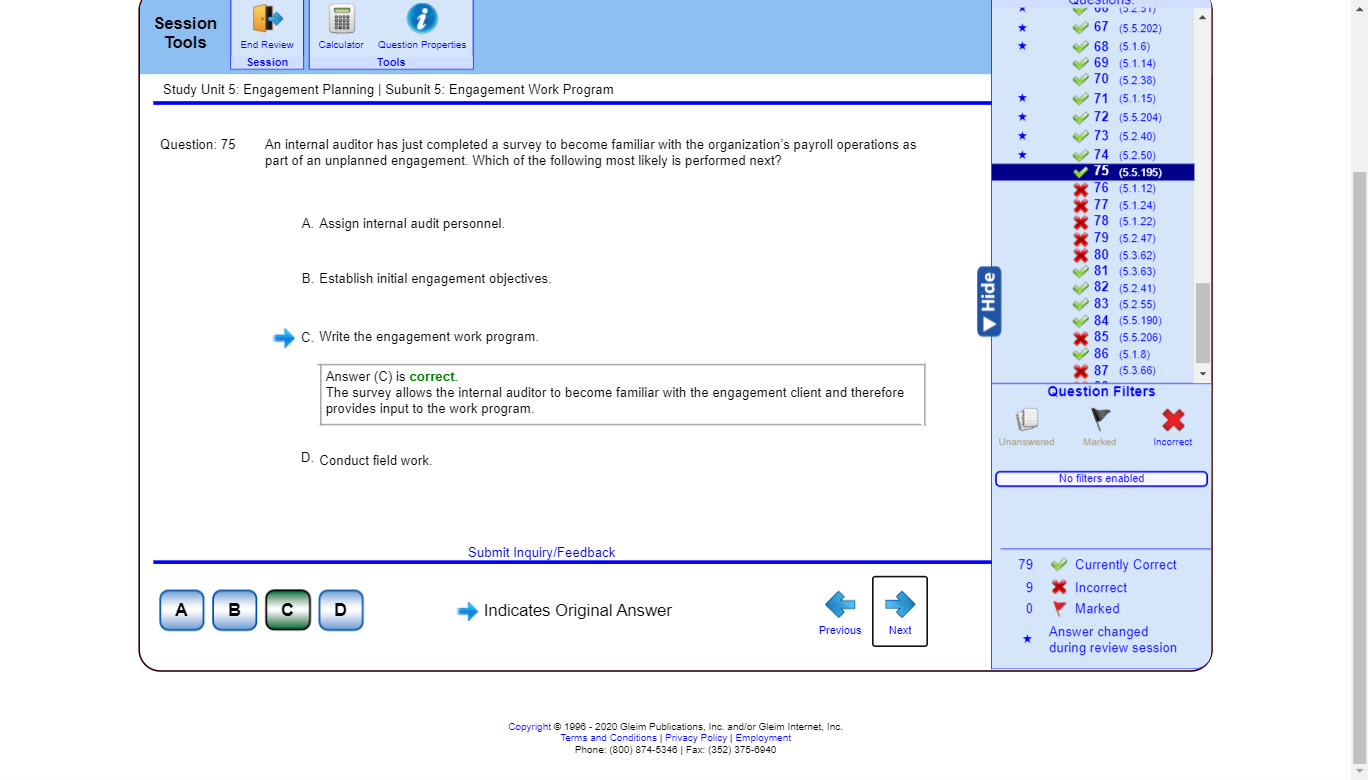 Session
Tools
End Review
Session
Calculator
Question Properties
Tools
Study Unit 5: Engagement Planning | Subunit 5: Engagement Work Program
Question: 75
An internal auditor has just completed a survey to become familiar with the organization's payroll operations as
part of an unplanned engagement. Which of the following most likely is performed next?
A. Assign internal audit personnel.
B. Establish initial engagement objectives.
C. Write the engagement work program.
Answer (C) is correct.
The survey allows the internal auditor to become familiar with the engagement client and therefore
provides input to the work program.
D. Conduct field work.
Submit Inquiry/Feedback
A
B
C
D
Indicates Original Answer
Previous
Next
Hide
Questions:
66 (5.2.51)
67 (5.5.202)
68 (5.1.6)
69 (5.1.14)
70 (5.2.38)
71 (5.1.15)
72 (5.5.204)
73 (5.2.40)
74 (5.2.50)
75 (5.5.195)
76 (5.1.12)
77 (5.1.24)
78 (5.1.22)
79 (5.2.47)
80 (5.3.62)
81 (5.3.63)
82 (5.2.41)
83 (5.2.55)
84 (5.5.190)
85 (5.5.206)
86 (5.1.8)
87 (5.3.66)
Question Filters
Unanswered
Marked
Incorrect
No filters enabled
79 Currently Correct
9 Incorrect
0 Marked
Answer changed
during review session
Copyright © 1996 - 2020 Gleim Publications, Inc. and/or Gleim Internet, Inc.
Terms and Conditions | Privacy Policy | Employment
Phone: (800) 874-5346 | Fax: (352) 375-6940